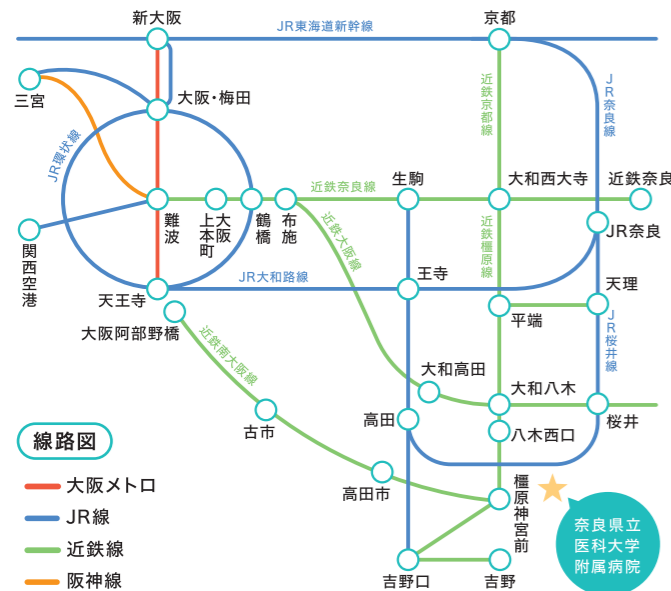 新大阪
JR東海道新幹線
京都
三宮
大阪・梅田
JR環状線
近鉄京都線
JR奈良線
近鉄奈良線
生駒
大和西大寺
近鉄奈良
難波
大阪上本町
鶴橋
布施
近鉄大阪線
近鉄橿原線
JR奈良
関西空港
天王寺
JR大和路線
王寺
天理
大阪阿部野橋
平端
JR桜井線
近鉄南大阪線
大和高田
大和八木
高田
桜井
古市
八木西口
線路図
高田市
橿原神宮前
大阪メトロ
JR線
近鉄線
阪神線
吉野口
吉野
奈良県立
医科大学
附属病院